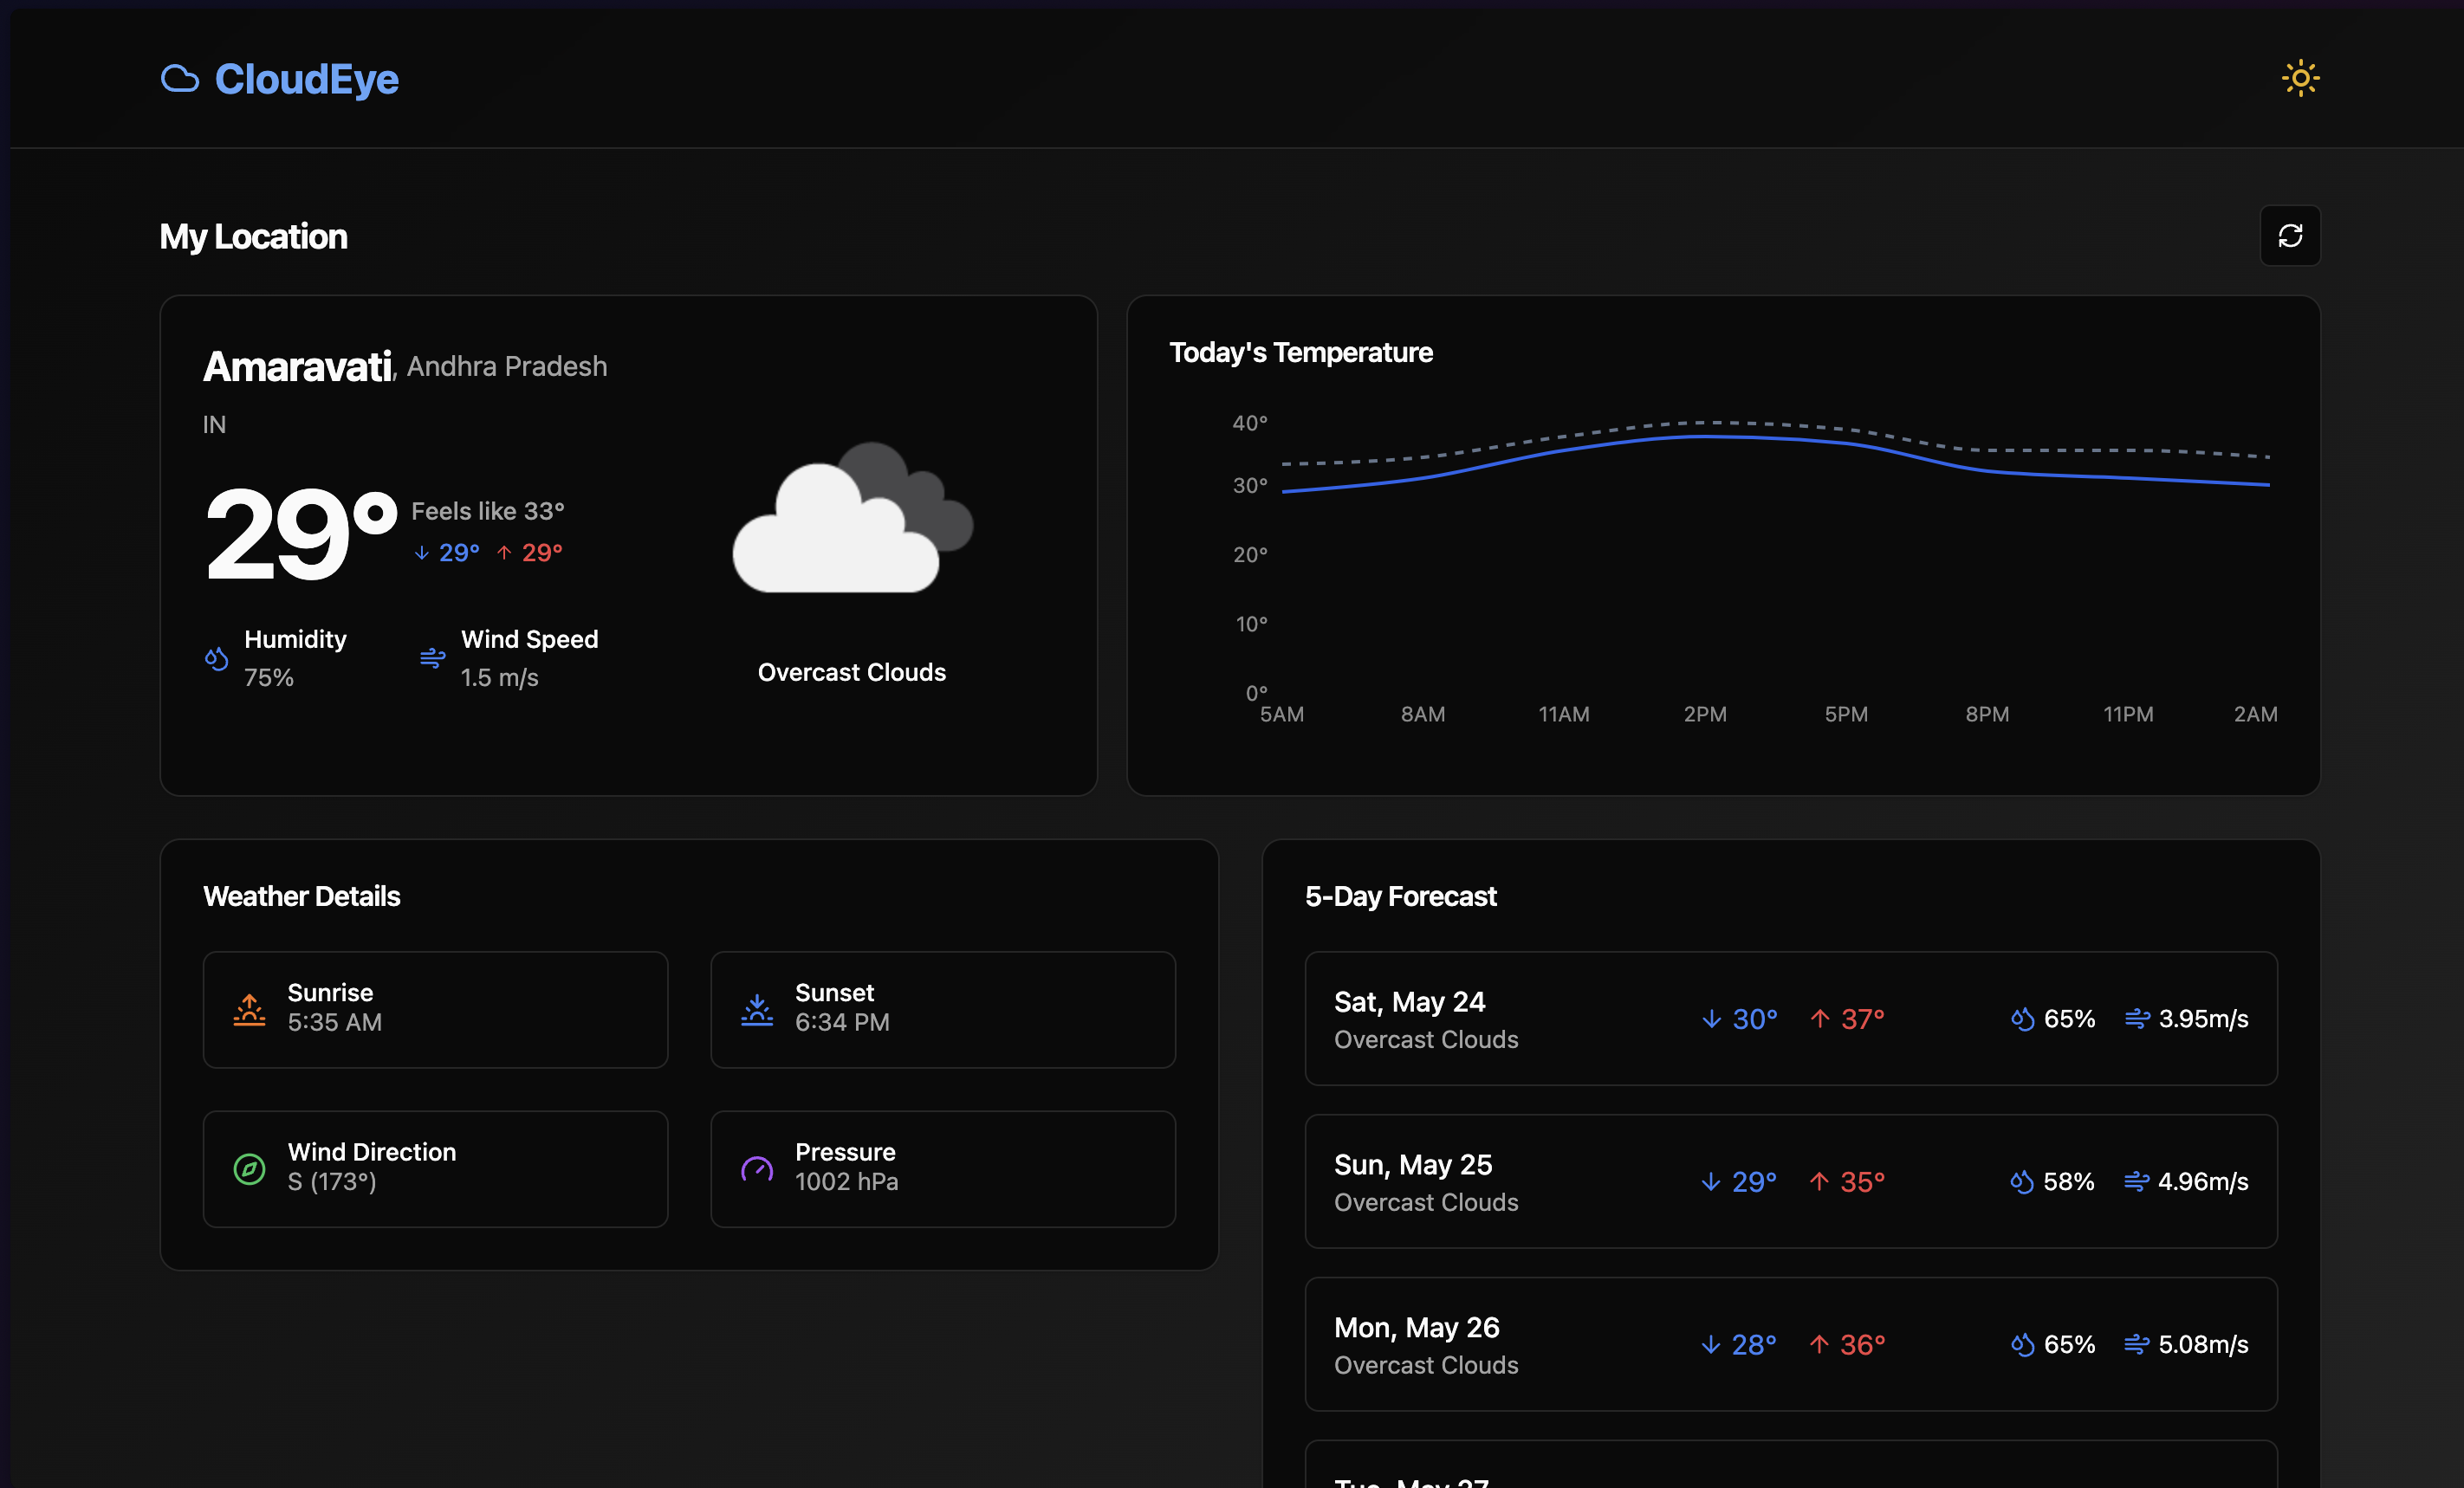 CloudEye
My Location
Amaravati, Andhra Pradesh
IN
29° Feels like 33°
↓ 29° ↑ 29°
Humidity
75%
Wind Speed
1.5 m/s
Overcast Clouds
Today's Temperature
40°
30°
20°
10°
0°
5AM 8AM 11AM 2PM 5PM 8PM 11PM 2AM
Weather Details
Sunrise
5:35 AM
Sunset
6:34 PM
Wind Direction
S (173°)
Pressure
1002 hPa
5-Day Forecast
Sat, May 24
Overcast Clouds
↓ 30° ↑ 37° 65% 3.95m/s
Sun, May 25
Overcast Clouds
↓ 29° ↑ 35° 58% 4.96m/s
Mon, May 26
Overcast Clouds
↓ 28° ↑ 36° 65% 5.08m/s
Tue, May 27